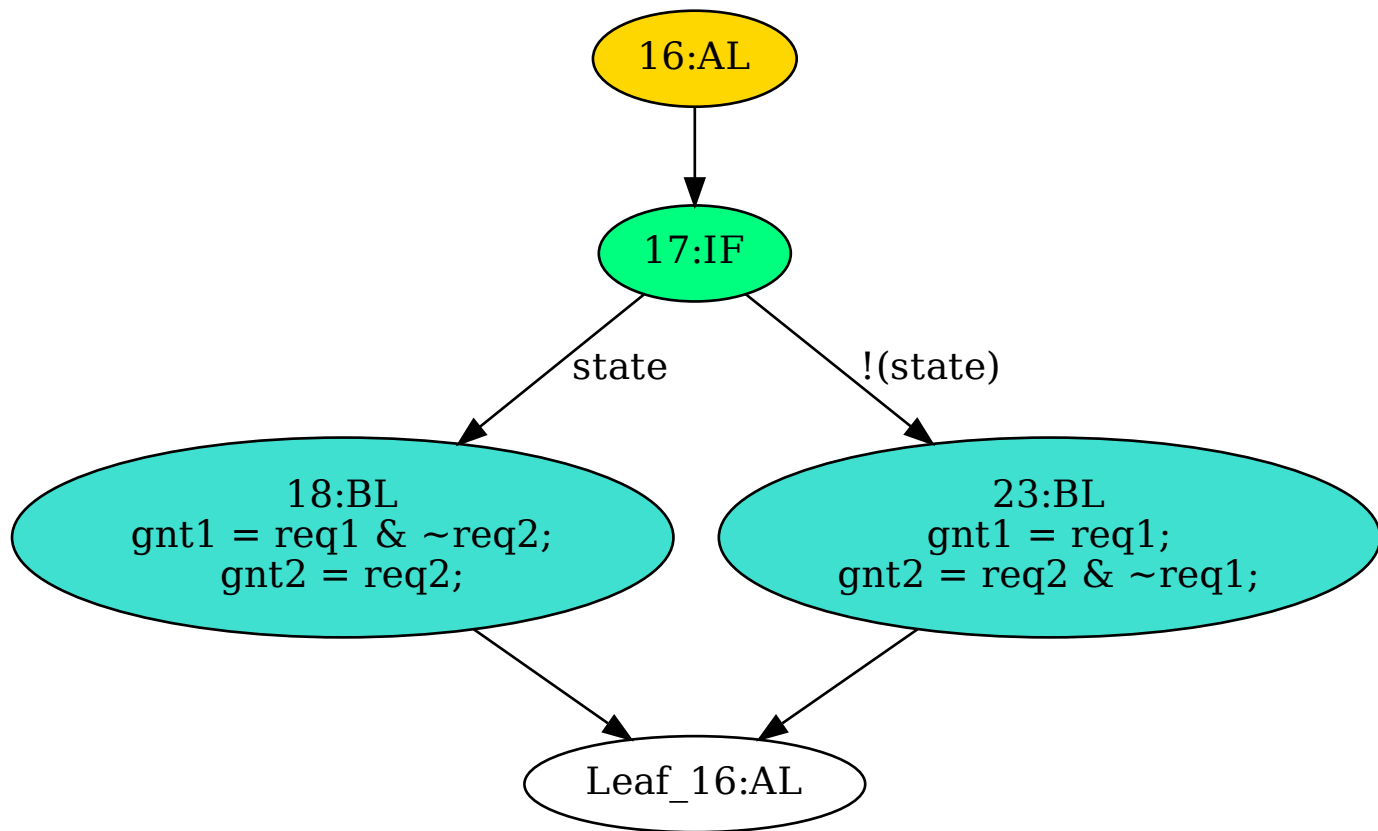 16:AL
17:IF
state
!(state)
18:BL
gnt1 = req1 & ~req2;
gnt2 = req2;
23:BL
gnt1 = req1;
gnt2 = req2 & ~req1;
Leaf_16:AL